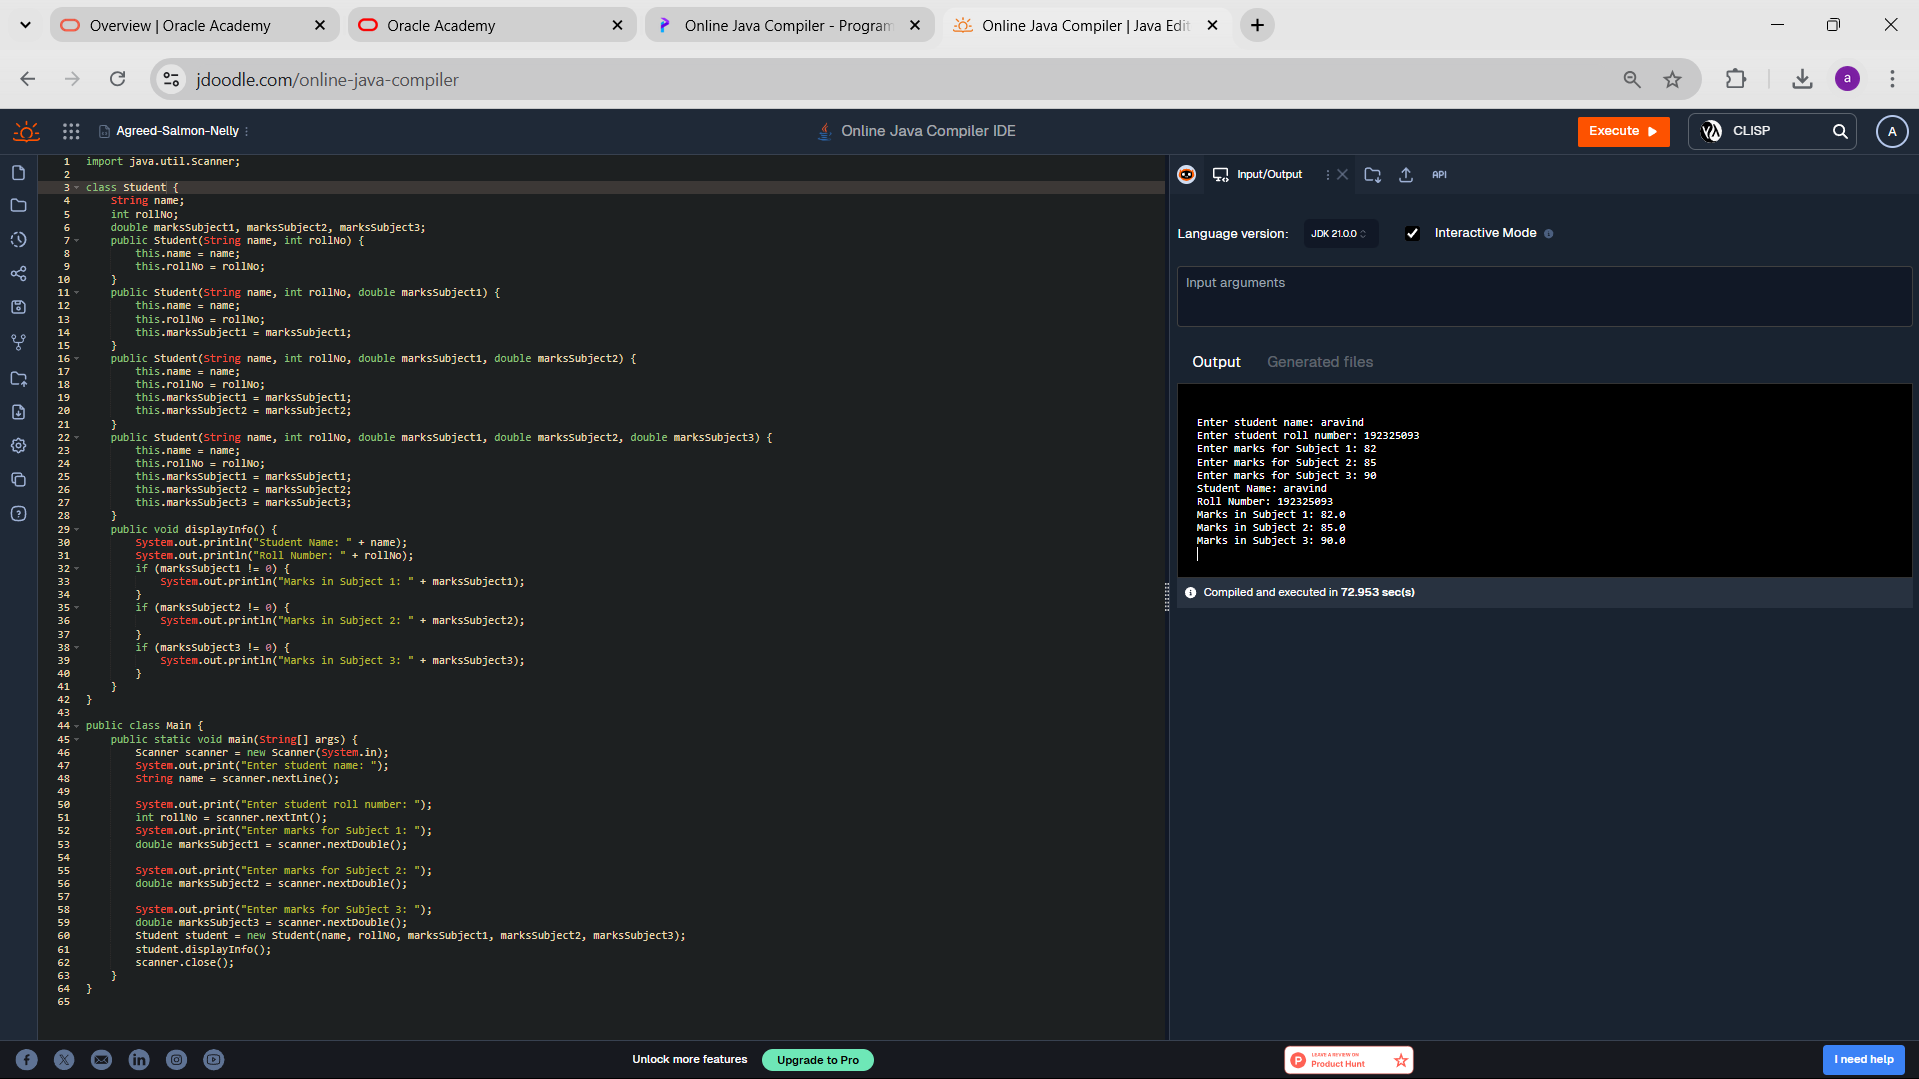 Overview | Oracle Academy
Oracle Academy
Online Java Compiler - Program
Online Java Compiler | Java Edit
jdoodle.com/online-java-compiler
a
Agreed-Salmon-Nelly
Online Java Compiler IDE
Execute
CLISP
A
1 import java.util.Scanner;
2
3 class Student {
4     String name;
5     int rollNo;
6     double marksSubject1, marksSubject2, marksSubject3;
7     public Student(String name, int rollNo) {
8         this.name = name;
9         this.rollNo = rollNo;
10     }
11     public Student(String name, int rollNo, double marksSubject1) {
12         this.name = name;
13         this.rollNo = rollNo;
14         this.marksSubject1 = marksSubject1;
15     }
16     public Student(String name, int rollNo, double marksSubject1, double marksSubject2) {
17         this.name = name;
18         this.rollNo = rollNo;
19         this.marksSubject1 = marksSubject1;
20         this.marksSubject2 = marksSubject2;
21     }
22     public Student(String name, int rollNo, double marksSubject1, double marksSubject2, double marksSubject3) {
23         this.name = name;
24         this.rollNo = rollNo;
25         this.marksSubject1 = marksSubject1;
26         this.marksSubject2 = marksSubject2;
27         this.marksSubject3 = marksSubject3;
28     }
29     public void displayInfo() {
30         System.out.println("Student Name: " + name);
31         System.out.println("Roll Number: " + rollNo);
32         if (marksSubject1 != 0) {
33             System.out.println("Marks in Subject 1: " + marksSubject1);
34         }
35         if (marksSubject2 != 0) {
36             System.out.println("Marks in Subject 2: " + marksSubject2);
37         }
38         if (marksSubject3 != 0) {
39             System.out.println("Marks in Subject 3: " + marksSubject3);
40         }
41     }
42 }
43
44 public class Main {
45     public static void main(String[] args) {
46         Scanner scanner = new Scanner(System.in);
47         System.out.print("Enter student name: ");
48         String name = scanner.nextLine();
49
50         System.out.print("Enter student roll number: ");
51         int rollNo = scanner.nextInt();
52         System.out.print("Enter marks for Subject 1: ");
53         double marksSubject1 = scanner.nextDouble();
54
55         System.out.print("Enter marks for Subject 2: ");
56         double marksSubject2 = scanner.nextDouble();
57
58         System.out.print("Enter marks for Subject 3: ");
59         double marksSubject3 = scanner.nextDouble();
60         Student student = new Student(name, rollNo, marksSubject1, marksSubject2, marksSubject3);
61         student.displayInfo();
62         scanner.close();
63     }
64 }
65
Input/Output
API
Language version:
JDK 21.0.0
Interactive Mode
Input arguments
Output
Generated files
Enter student name: aravind
Enter student roll number: 192325093
Enter marks for Subject 1: 82
Enter marks for Subject 2: 85
Enter marks for Subject 3: 90
Student Name: aravind
Roll Number: 192325093
Marks in Subject 1: 82.0
Marks in Subject 2: 85.0
Marks in Subject 3: 90.0
Compiled and executed in 72.953 sec(s)
Unlock more features
Upgrade to Pro
LEAVE A REVIEW ON
Product Hunt
I need help